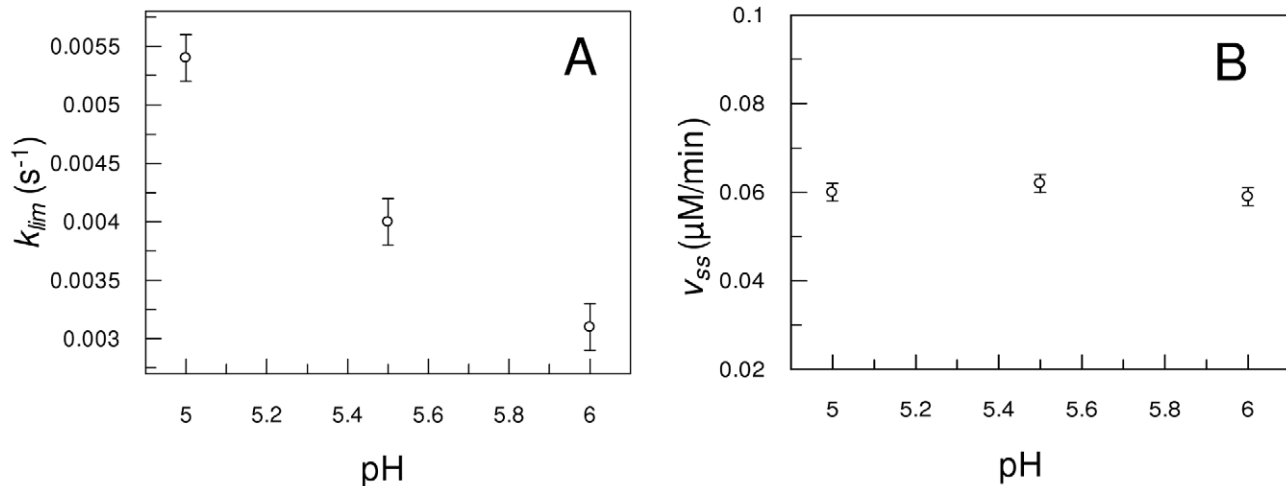 A
k_lim (s⁻¹)
0.0055
0.005
0.0045
0.004
0.0035
0.003
5 5.2 5.4 5.6 5.8 6
pH
B
v_ss (μM/min)
0.1
0.08
0.06
0.04
0.02
5 5.2 5.4 5.6 5.8 6
pH